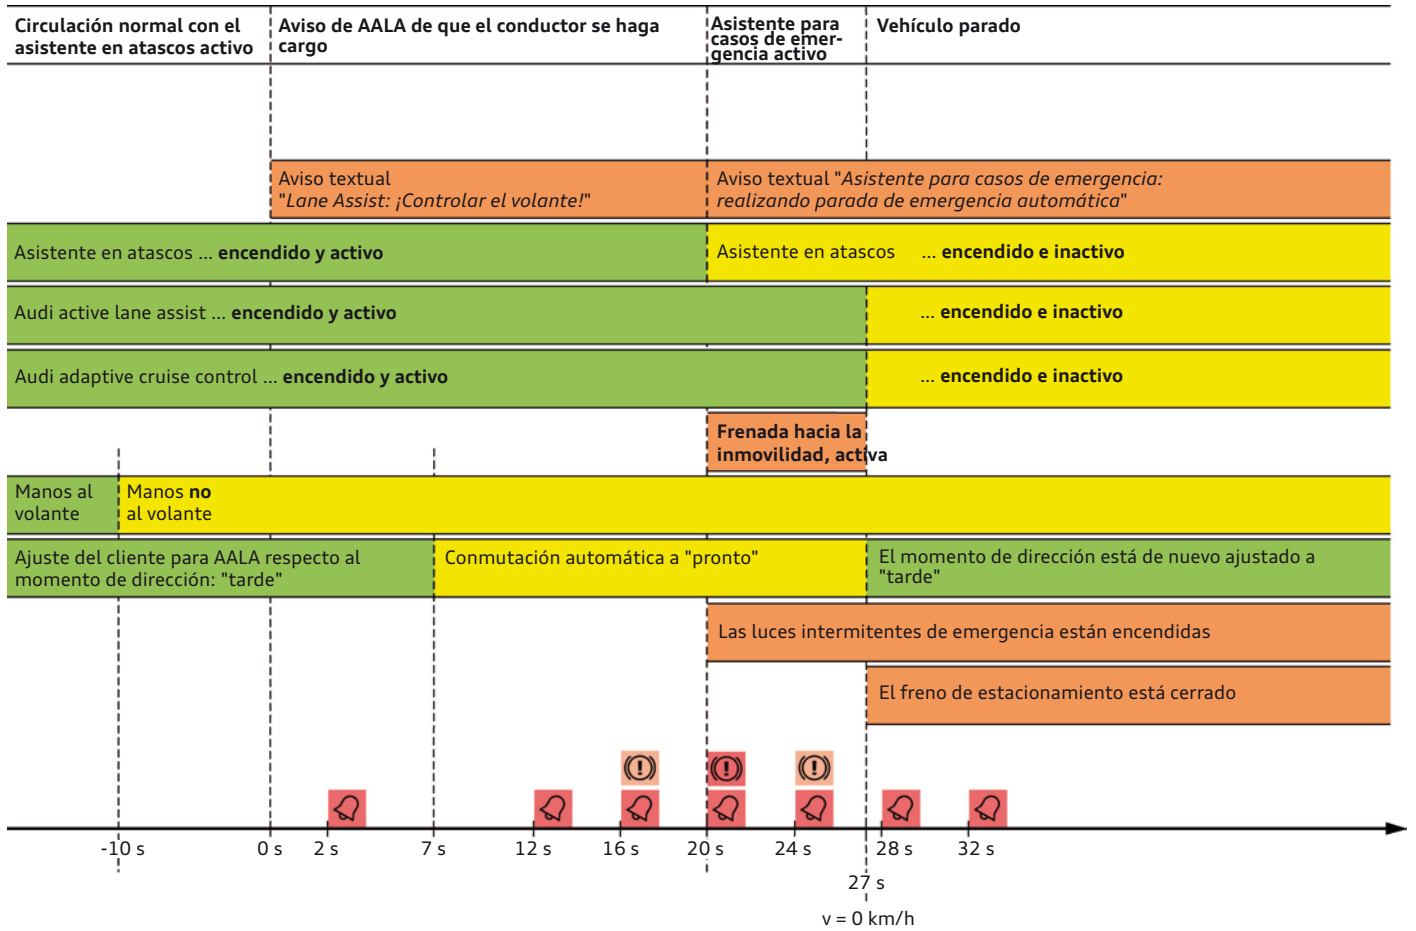 Circulación normal con el
asistente en atascos activo
Aviso de AALA de que el conductor se haga
cargo
Asistente para
casos de emer-
gencia activo
Vehículo parado
Aviso textual
"Lane Assist: ¡Controlar el volante!"
Aviso textual "Asistente para casos de emergencia:
realizando parada de emergencia automática"
Asistente en atascos ... encendido y activo
Asistente en atascos ... encendido e inactivo
Audi active lane assist ... encendido y activo
... encendido e inactivo
Audi adaptive cruise control ... encendido y activo
... encendido e inactivo
Frenada hacia la
inmovilidad, activa
Manos al
volante
Manos no
al volante
Ajuste del cliente para AALA respecto al
momento de dirección: "tarde"
Conmutación automática a "pronto"
El momento de dirección está de nuevo ajustado a
"tarde"
Las luces intermitentes de emergencia están encendidas
El freno de estacionamiento está cerrado
-10 s 0 s 2 s 7 s 12 s 16 s 20 s 24 s 28 s 32 s
27 s
v = 0 km/h